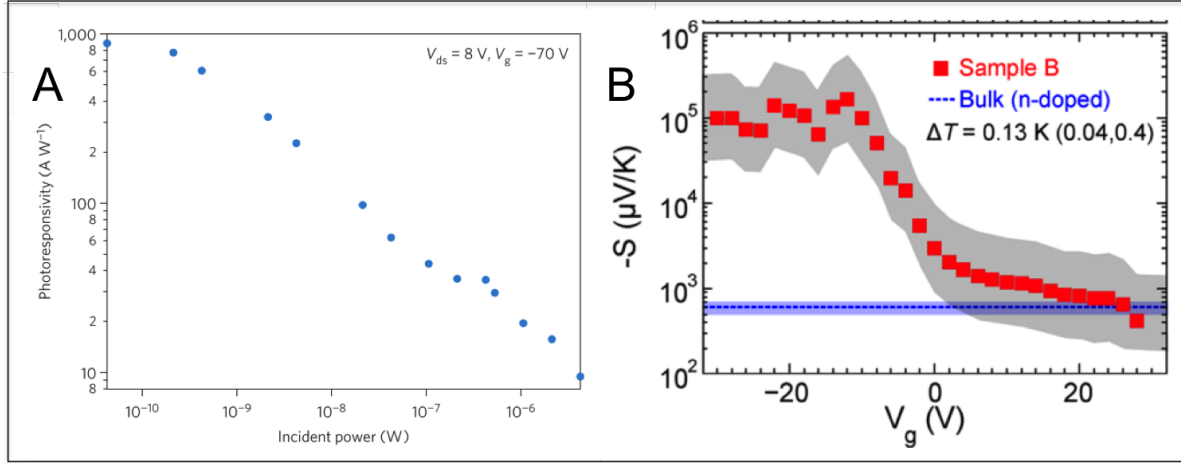 A
1,000
8
6
4
2
100
8
6
4
2
10
8
10⁻¹⁰
10⁻⁹
10⁻⁸
10⁻⁷
10⁻⁶
Photoresponsivity (A W⁻¹)
Incident power (W)
V_ds = 8 V, V_g = −70 V
B
10⁶
10⁵
10⁴
10³
10²
-S (μV/K)
Sample B
Bulk (n-doped)
ΔT = 0.13 K (0.04,0.4)
−20
0
20
V_g (V)